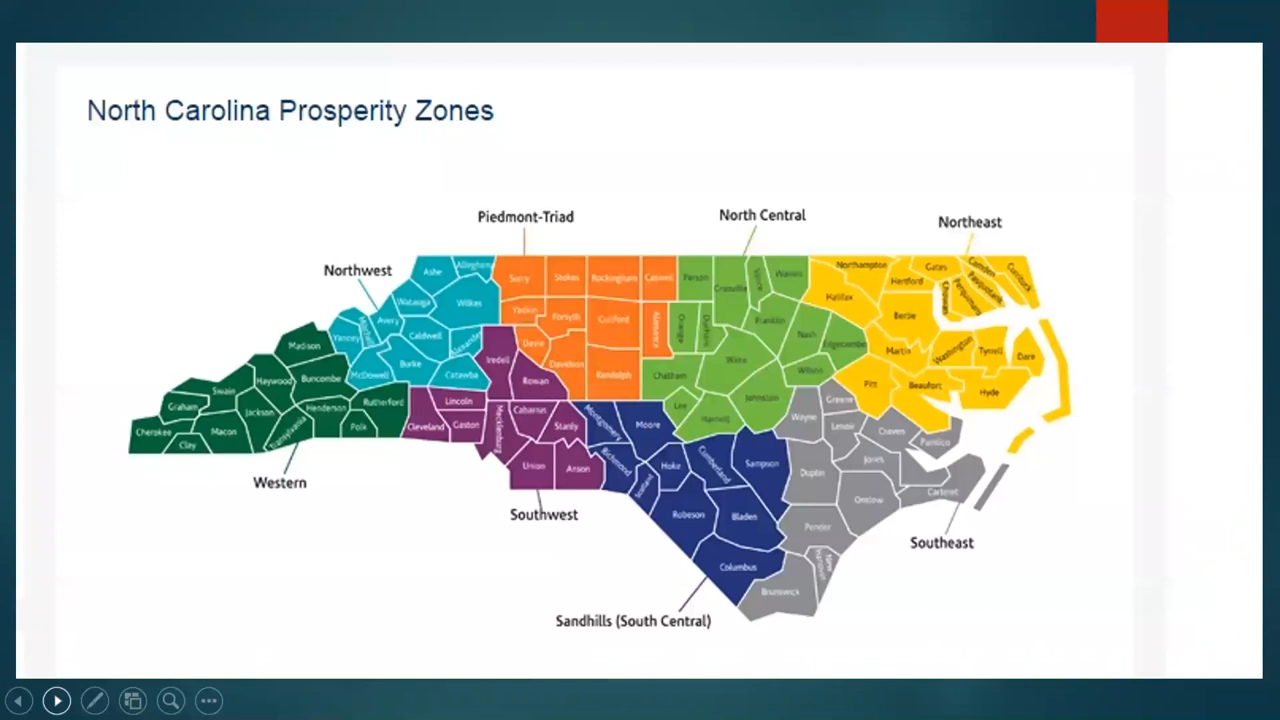 North Carolina Prosperity Zones
Piedmont-Triad
North Central
Northeast
Northwest
Ashe
Alleghany
Surry
Stokes
Rockingham
Caswell
Person
Granville
Vance
Warren
Northampton
Gates
Camden
Currituck
Pasquotank
Perquimans
Chowan
Hertford
Halifax
Watauga
Wilkes
Yadkin
Forsyth
Guilford
Alamance
Orange
Durham
Franklin
Nash
Bertie
Avery
Mitchell
Yancey
Caldwell
Alexander
Iredell
Davie
Edgecombe
Martin
Washington
Tyrrell
Dare
Madison
Burke
McDowell
Catawba
Rowan
Davidson
Randolph
Chatham
Wake
Wilson
Pitt
Beaufort
Hyde
Swain
Haywood
Buncombe
Graham
Jackson
Henderson
Rutherford
Lincoln
Cabarrus
Lee
Johnston
Harnett
Greene
Wayne
Lenoir
Craven
Pamlico
Cherokee
Clay
Macon
Transylvania
Polk
Cleveland
Gaston
Mecklenburg
Stanly
Montgomery
Moore
Union
Anson
Richmond
Scotland
Hoke
Cumberland
Sampson
Duplin
Jones
Onslow
Carteret
Robeson
Bladen
Pender
Columbus
New Hanover
Brunswick
Western
Southwest
Southeast
Sandhills (South Central)